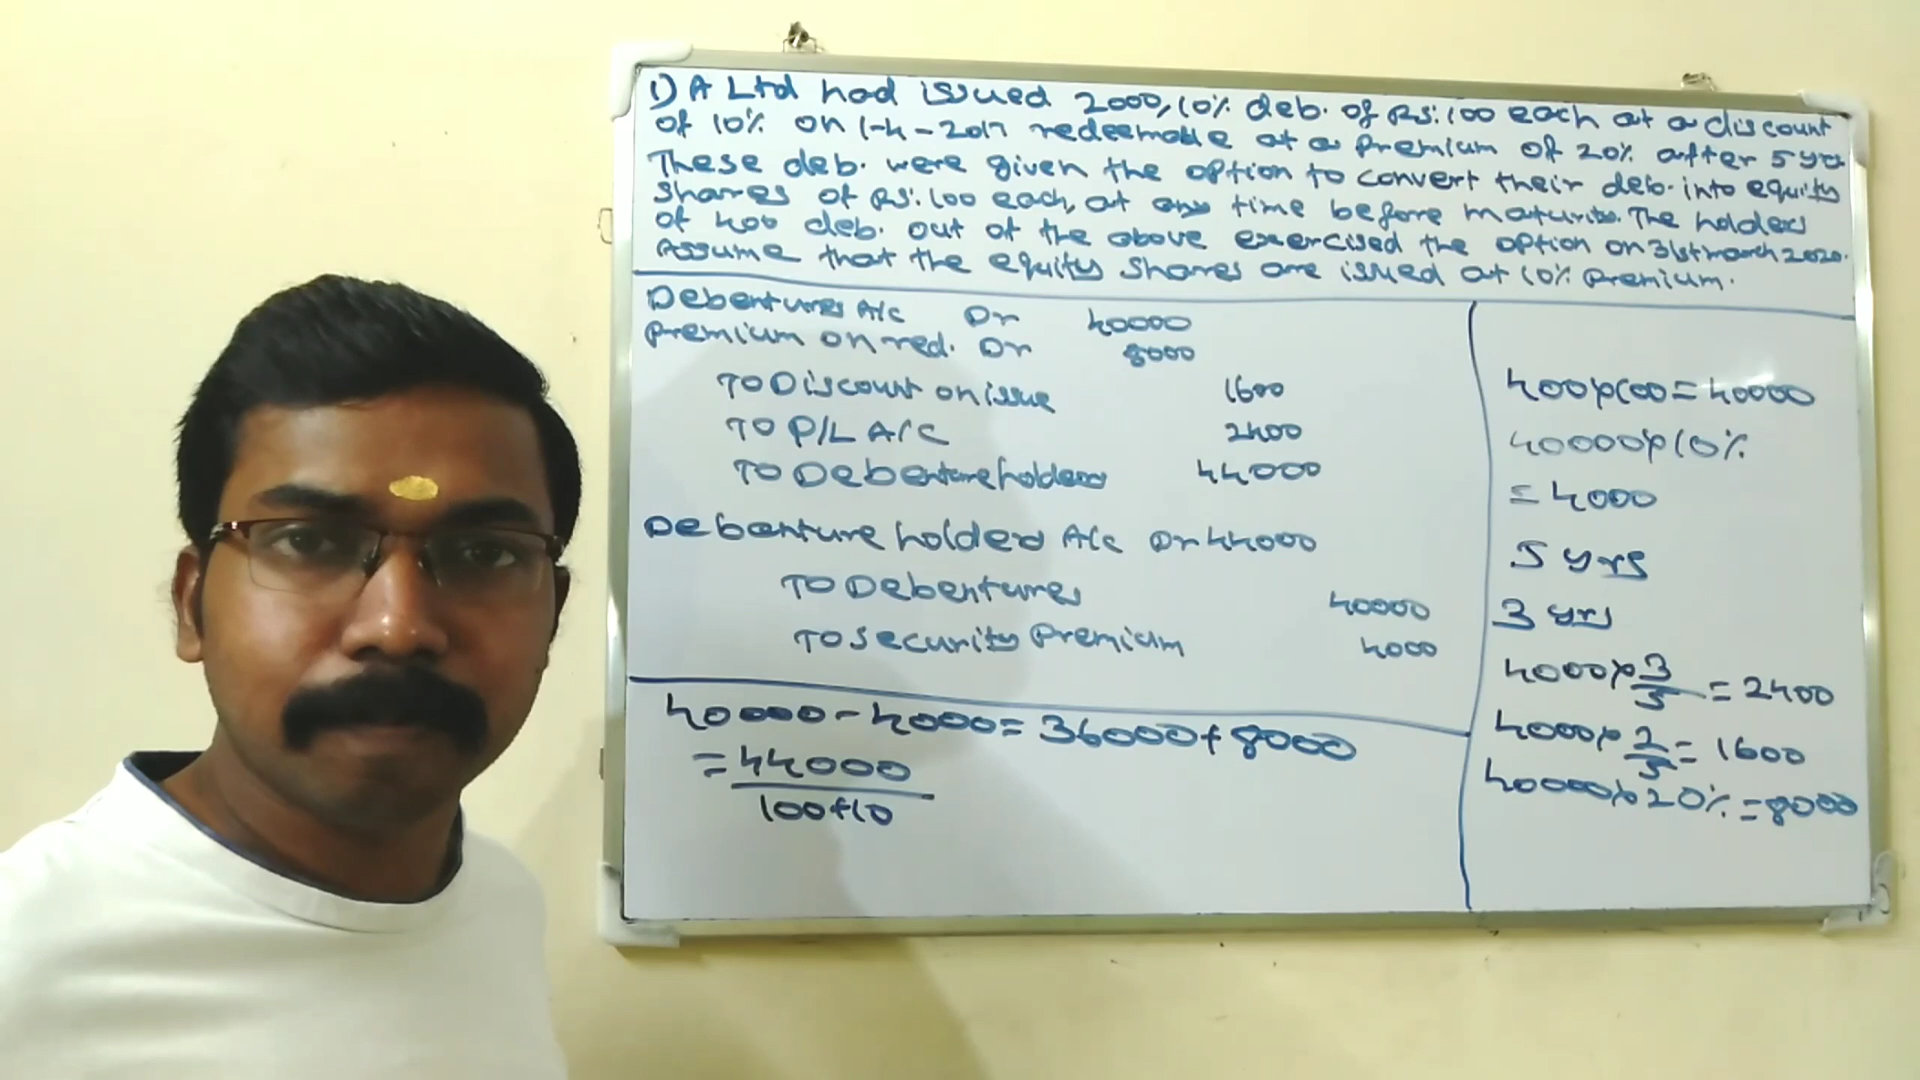 1) A Ltd had issued 2000, 10% deb. of Rs: 100 each at a discount
of 10% on 1-4-2017 redeemable at a premium of 20% after 5 yrs
These deb. were given the option to convert their deb. into equity
shares of Rs: 100 each, at any time before maturity. The holders
of 400 deb. out of the above exercised the option on 31st march 2020.
Assume that the equity shares are issued at 10% premium.
Debentures A/c Dr 40000
premium on red. Dr 8000
To Discount on issue 1600
To P/L A/C 2400
To Debentureholders 44000
Debenture holders A/c Dr 44000
To Debentures 40000
To security premium 4000
40000 - 4000 = 36000 + 8000
= 44000
100+10
400×100 = 40000
40000×10%
= 4000
5 yrs
3 yrs
4000×3/5 = 2400
4000×2/5 = 1600
40000×20% = 8000